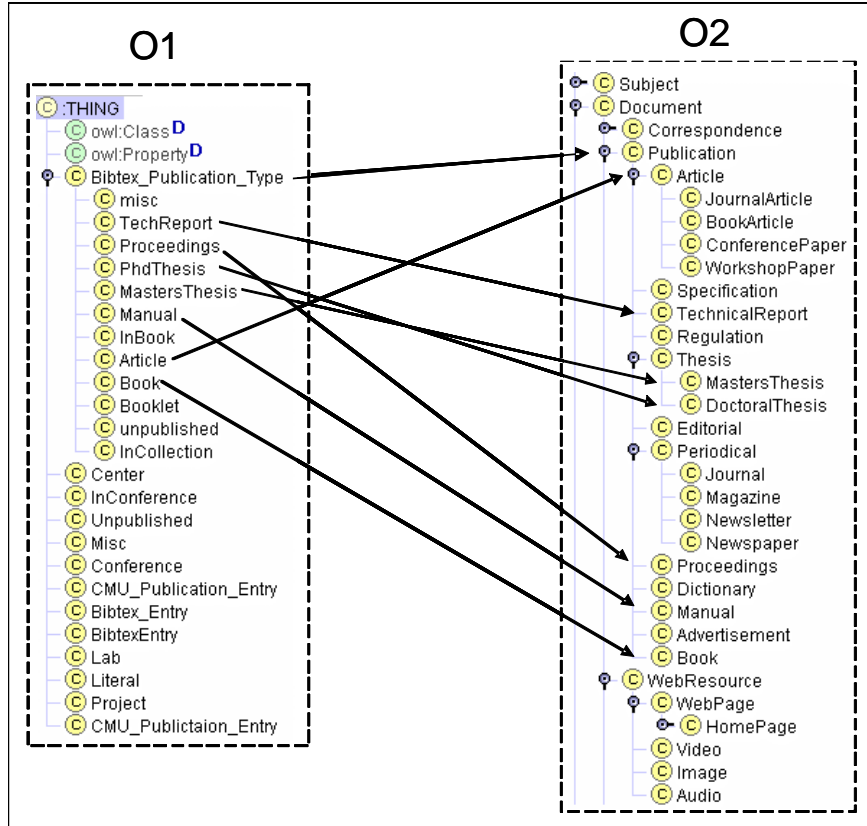 O1
:THING
owl:Class D
owl:Property D
Bibtex_Publication_Type
misc
TechReport
Proceedings
PhdThesis
MastersThesis
Manual
InBook
Article
Book
Booklet
unpublished
InCollection
Center
InConference
Unpublished
Misc
Conference
CMU_Publication_Entry
Bibtex_Entry
BibtexEntry
Lab
Literal
Project
CMU_Publictaion_Entry
O2
Subject
Document
Correspondence
Publication
Article
JournalArticle
BookArticle
ConferencePaper
WorkshopPaper
Specification
TechnicalReport
Regulation
Thesis
MastersThesis
DoctoralThesis
Editorial
Periodical
Journal
Magazine
Newsletter
Newspaper
Proceedings
Dictionary
Manual
Advertisement
Book
WebResource
WebPage
HomePage
Video
Image
Audio